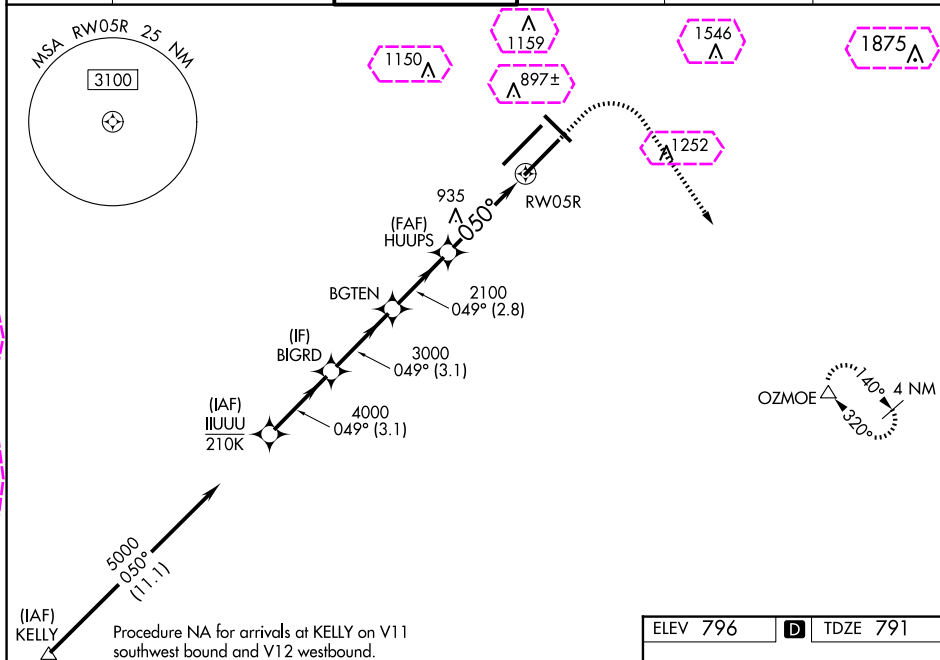 MSA RW05R 25 NM
3100
1150
1159
897±
1546
1875
1252
RW05R
935
050°
(FAF)
HUUPS
BGTEN
2100
049° (2.8)
(IF)
BIGRD
3000
049° (3.1)
(IAF)
IIUUU
210K
4000
049° (3.1)
OZMOE
140°
4 NM
320°
5000
050°
(11.1)
(IAF)
KELLY
Procedure NA for arrivals at KELLY on V11
southwest bound and V12 westbound.
ELEV 796 D TDZE 791